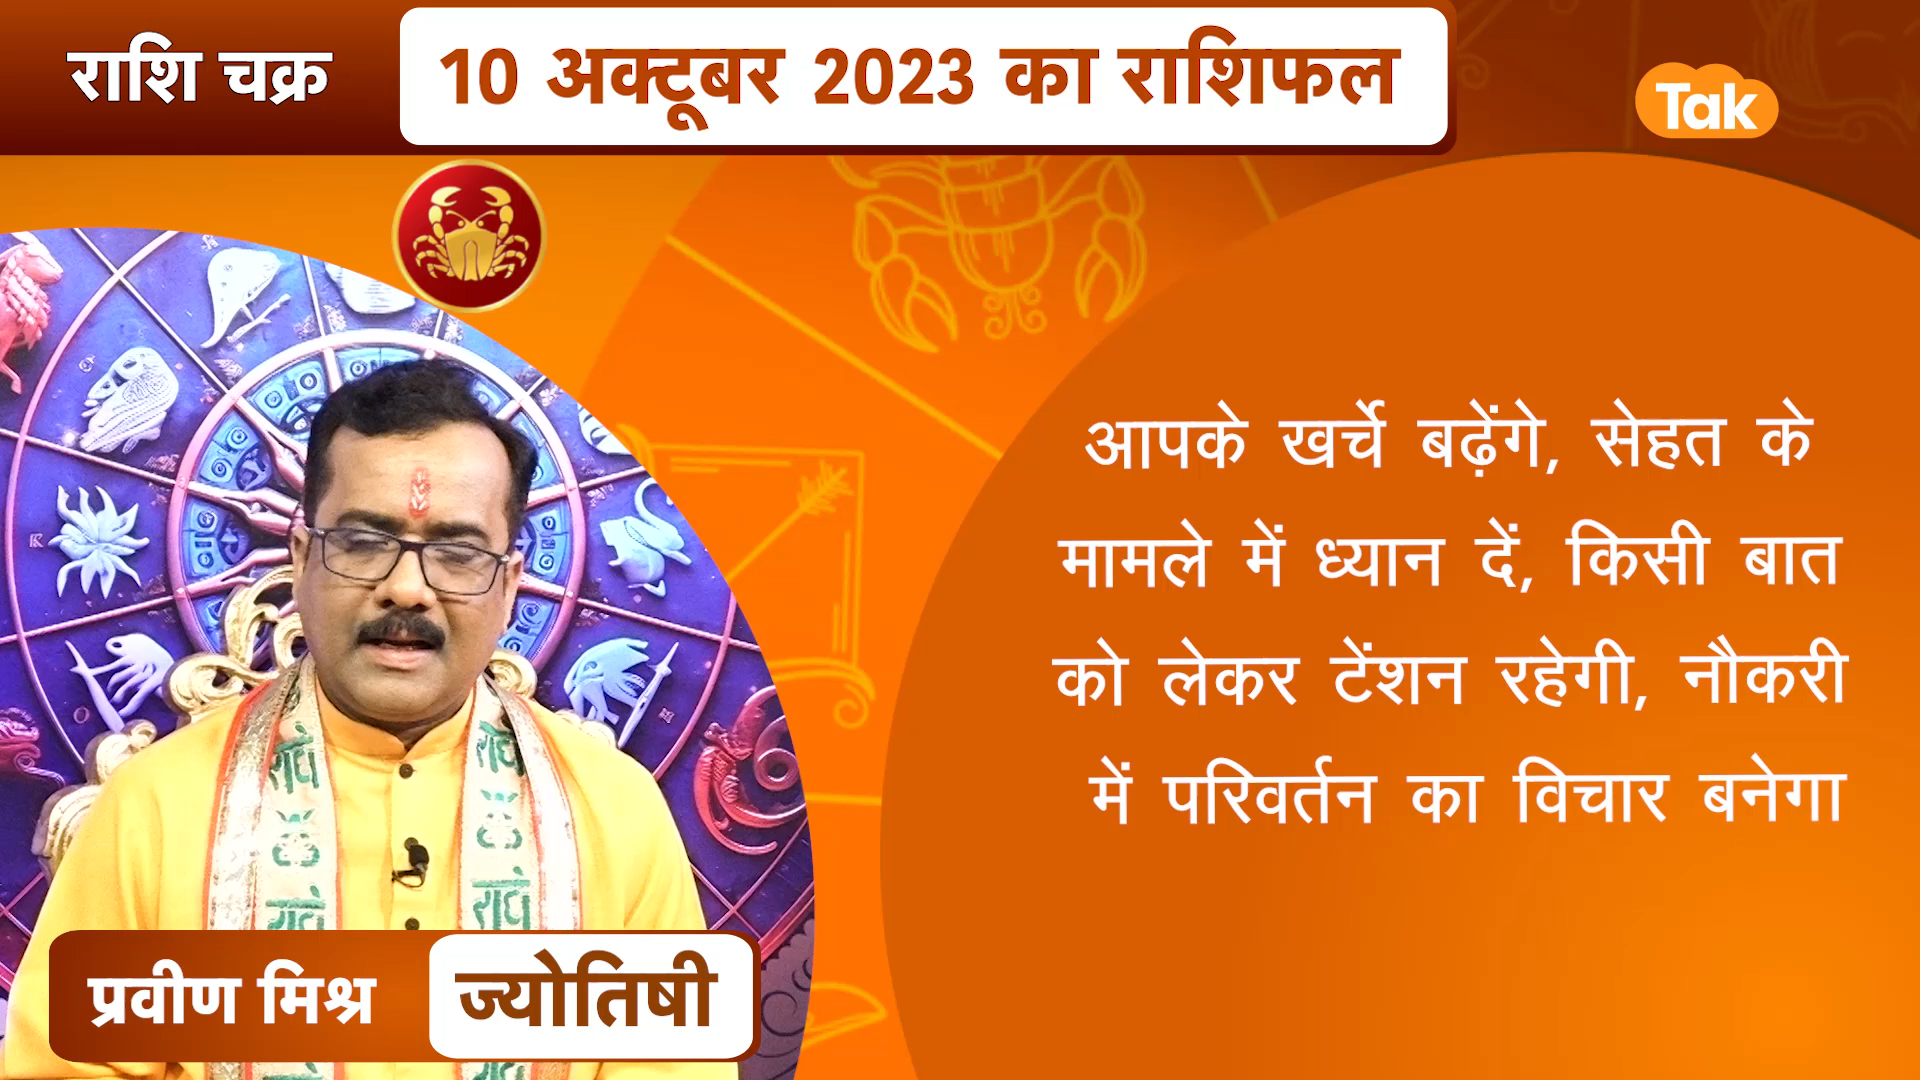 राशि चक्र
10 अक्टूबर 2023 का राशिफल
Tak
आपके खर्चे बढ़ेंगे, सेहत के
मामले में ध्यान दें, किसी बात
को लेकर टेंशन रहेगी, नौकरी
में परिवर्तन का विचार बनेगा
राधे
राधे
राधे
राधे
प्रवीण मिश्र
ज्योतिषी